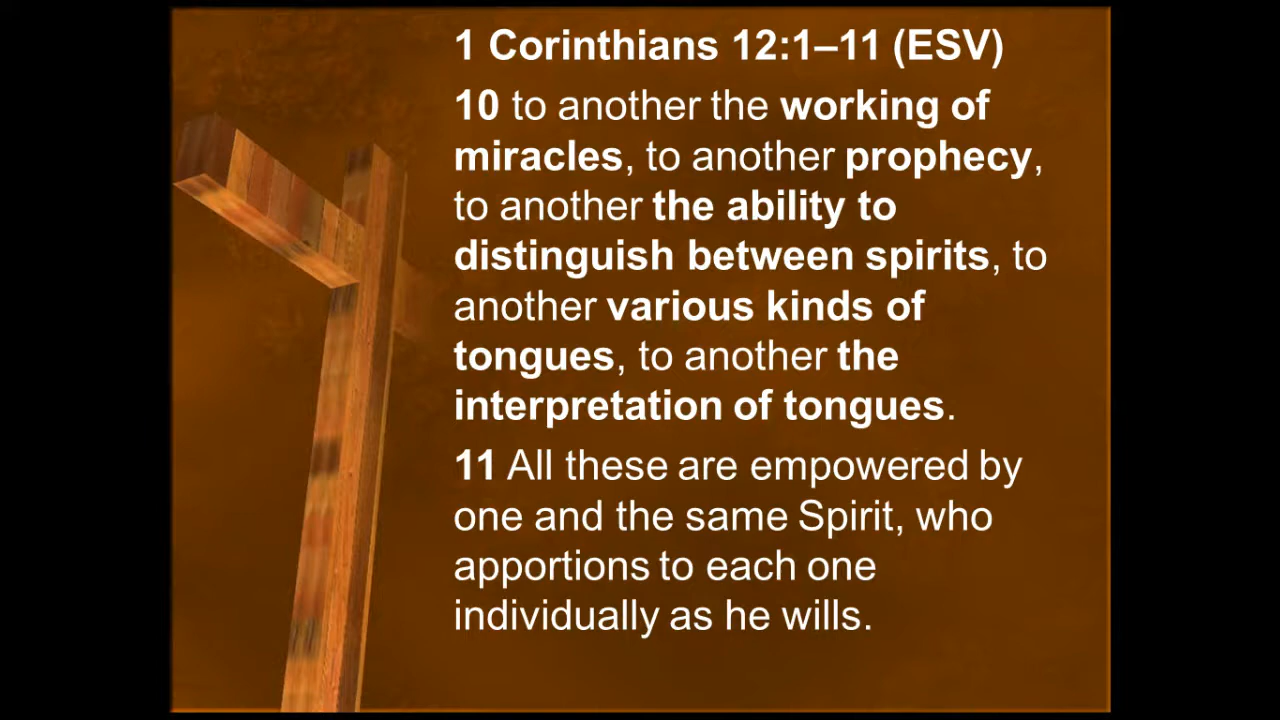 1 Corinthians 12:1–11 (ESV)
10 to another the working of
miracles, to another prophecy,
to another the ability to
distinguish between spirits, to
another various kinds of
tongues, to another the
interpretation of tongues.
11 All these are empowered by
one and the same Spirit, who
apportions to each one
individually as he wills.